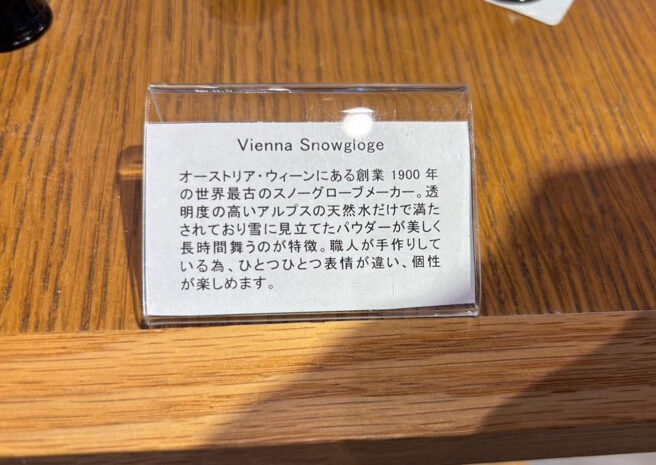 Vienna Snowgloge
オーストリア・ウィーンにある創業 1900 年
の世界最古のスノーグローブメーカー。透
明度の高いアルプスの天然水だけで満た
されており雪に見立てたパウダーが美しく
長時間舞うのが特徴。職人が手作りして
いる為、ひとつひとつ表情が違い、個性
が楽しめます。